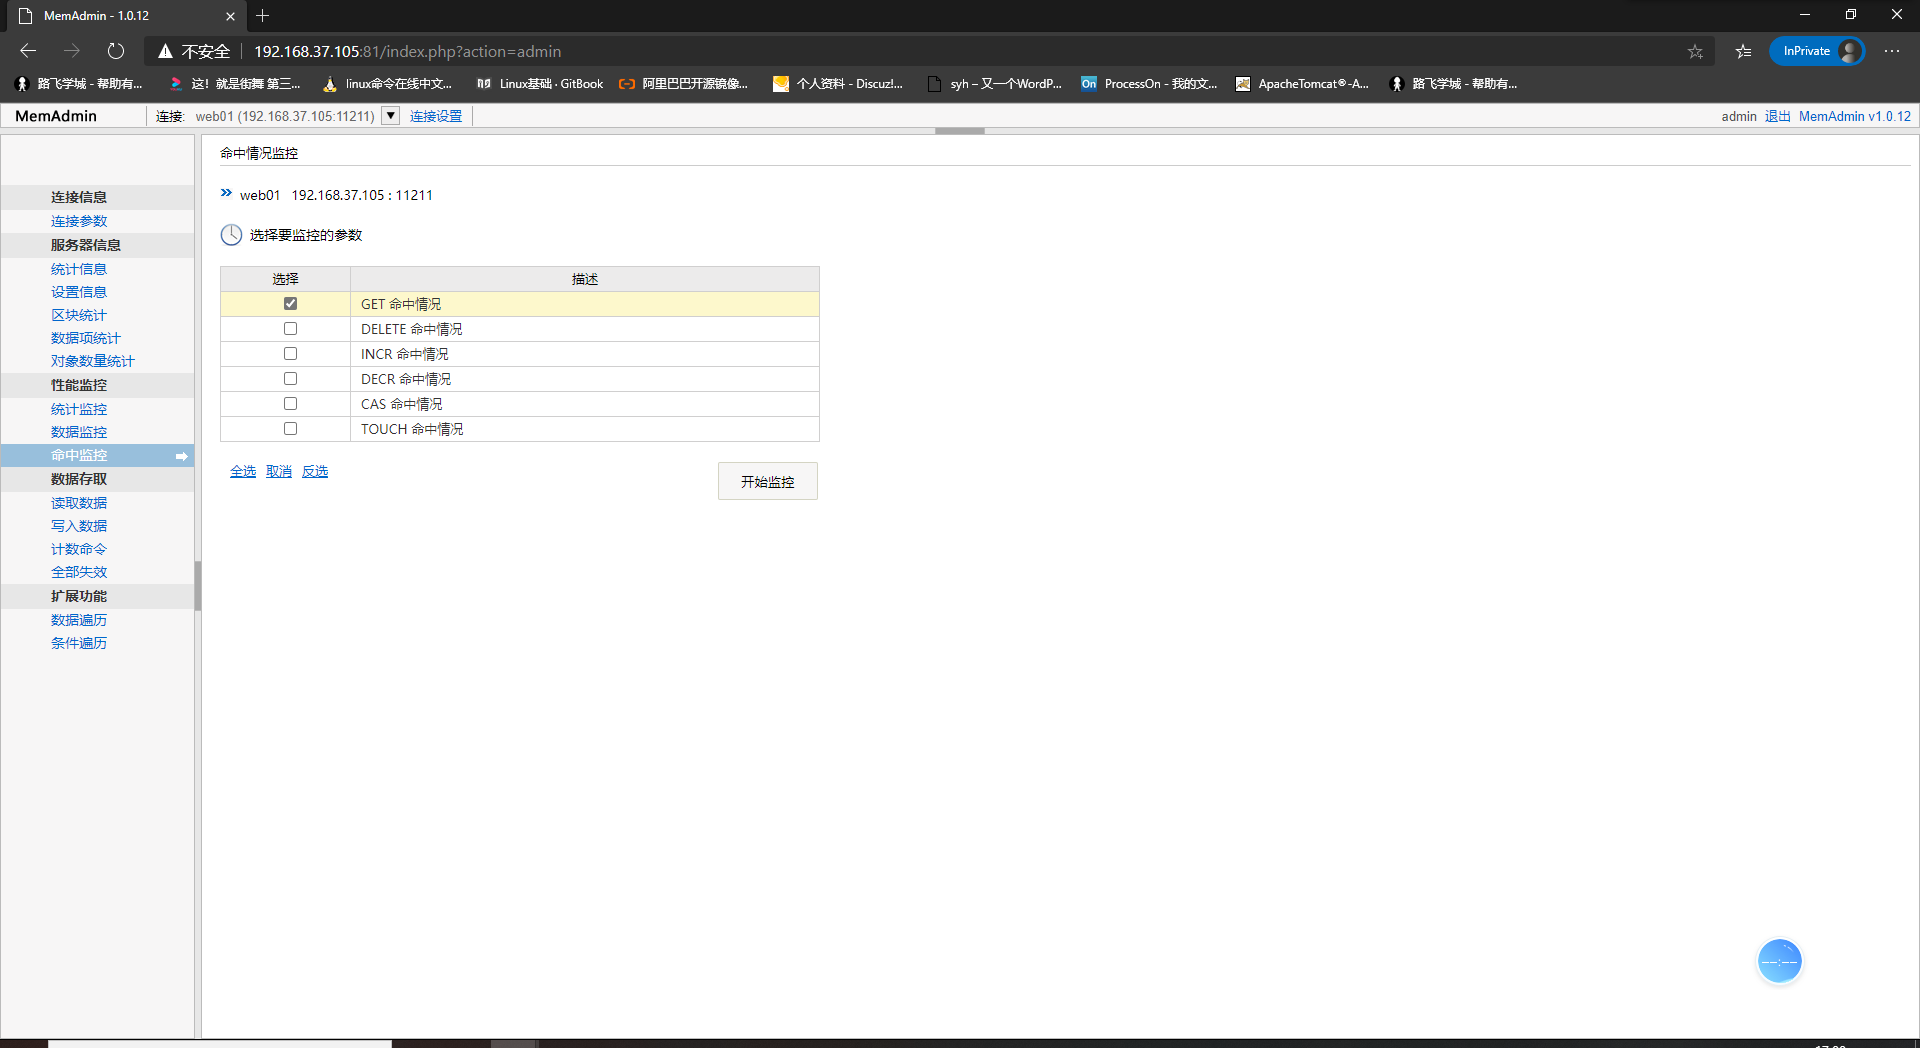 MemAdmin - 1.0.12
不安全 192.168.37.105:81/index.php?action=admin
InPrivate
路飞学城 - 帮助有... 这！就是街舞 第三... linux命令在线中文... Linux基础 · GitBook 阿里巴巴开源镜像... 个人资料 - Discuz!... syh – 又一个WordP... ProcessOn - 我的文... ApacheTomcat®-A... 路飞学城 - 帮助有...
MemAdmin 连接: web01 (192.168.37.105:11211) 连接设置 admin 退出 MemAdmin v1.0.12
连接信息
连接参数
服务器信息
统计信息
设置信息
区块统计
数据项统计
对象数量统计
性能监控
统计监控
数据监控
命中监控
数据存取
读取数据
写入数据
计数命令
全部失效
扩展功能
数据遍历
条件遍历
命中情况监控
web01 192.168.37.105 : 11211
选择要监控的参数
选择 描述
GET 命中情况
DELETE 命中情况
INCR 命中情况
DECR 命中情况
CAS 命中情况
TOUCH 命中情况
全选 取消 反选
开始监控
--:--